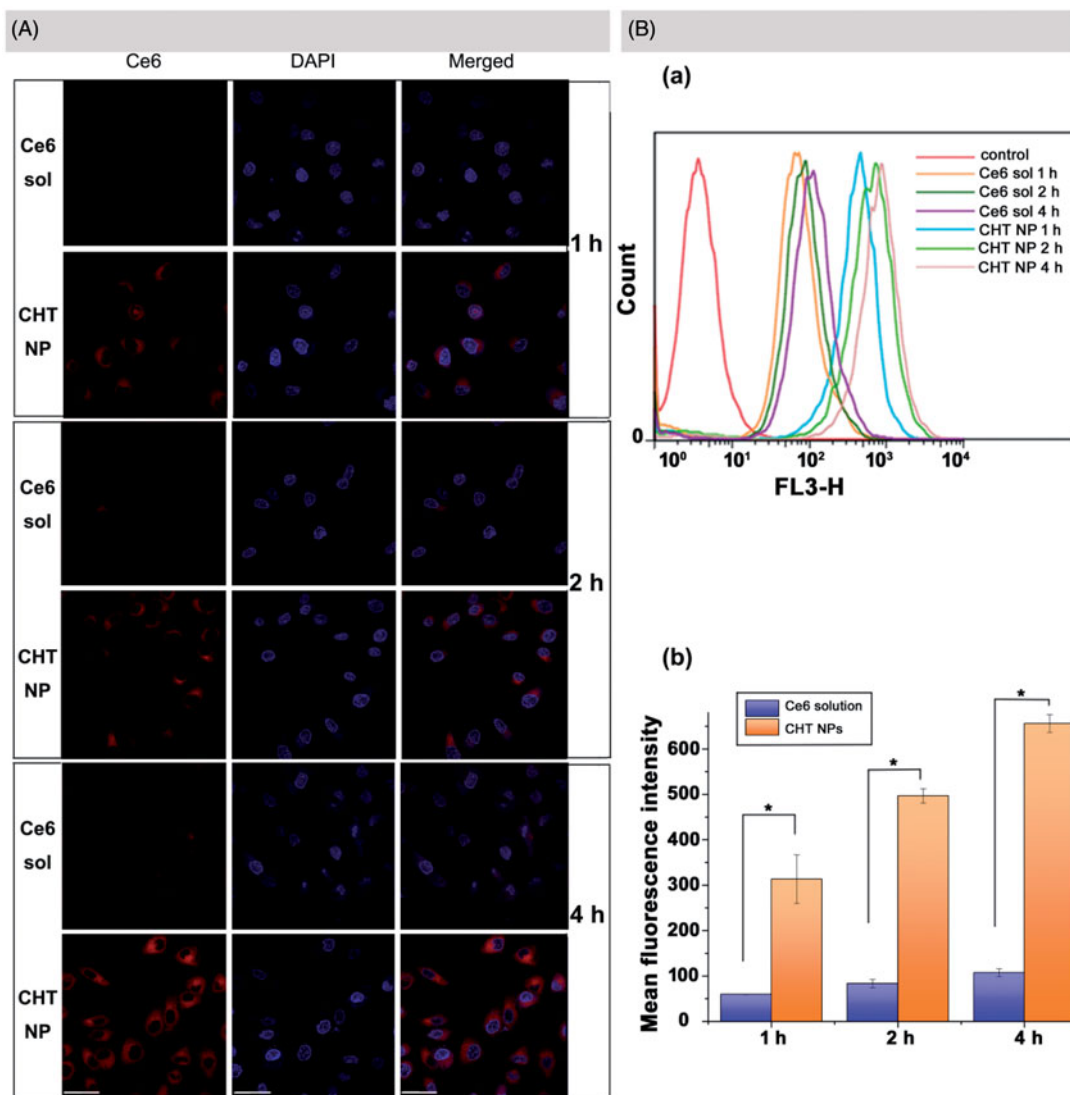 (A)
Ce6 DAPI Merged
Ce6
sol
CHT
NP
1 h
Ce6
sol
CHT
NP
2 h
Ce6
sol
CHT
NP
4 h
(B)
(a)
control
Ce6 sol 1 h
Ce6 sol 2 h
Ce6 sol 4 h
CHT NP 1 h
CHT NP 2 h
CHT NP 4 h
Count
0
10⁰ 10¹ 10² 10³ 10⁴
FL3-H
(b)
Ce6 solution
CHT NPs
* * *
Mean fluorescence intensity
600
500
400
300
200
100
0
1 h 2 h 4 h